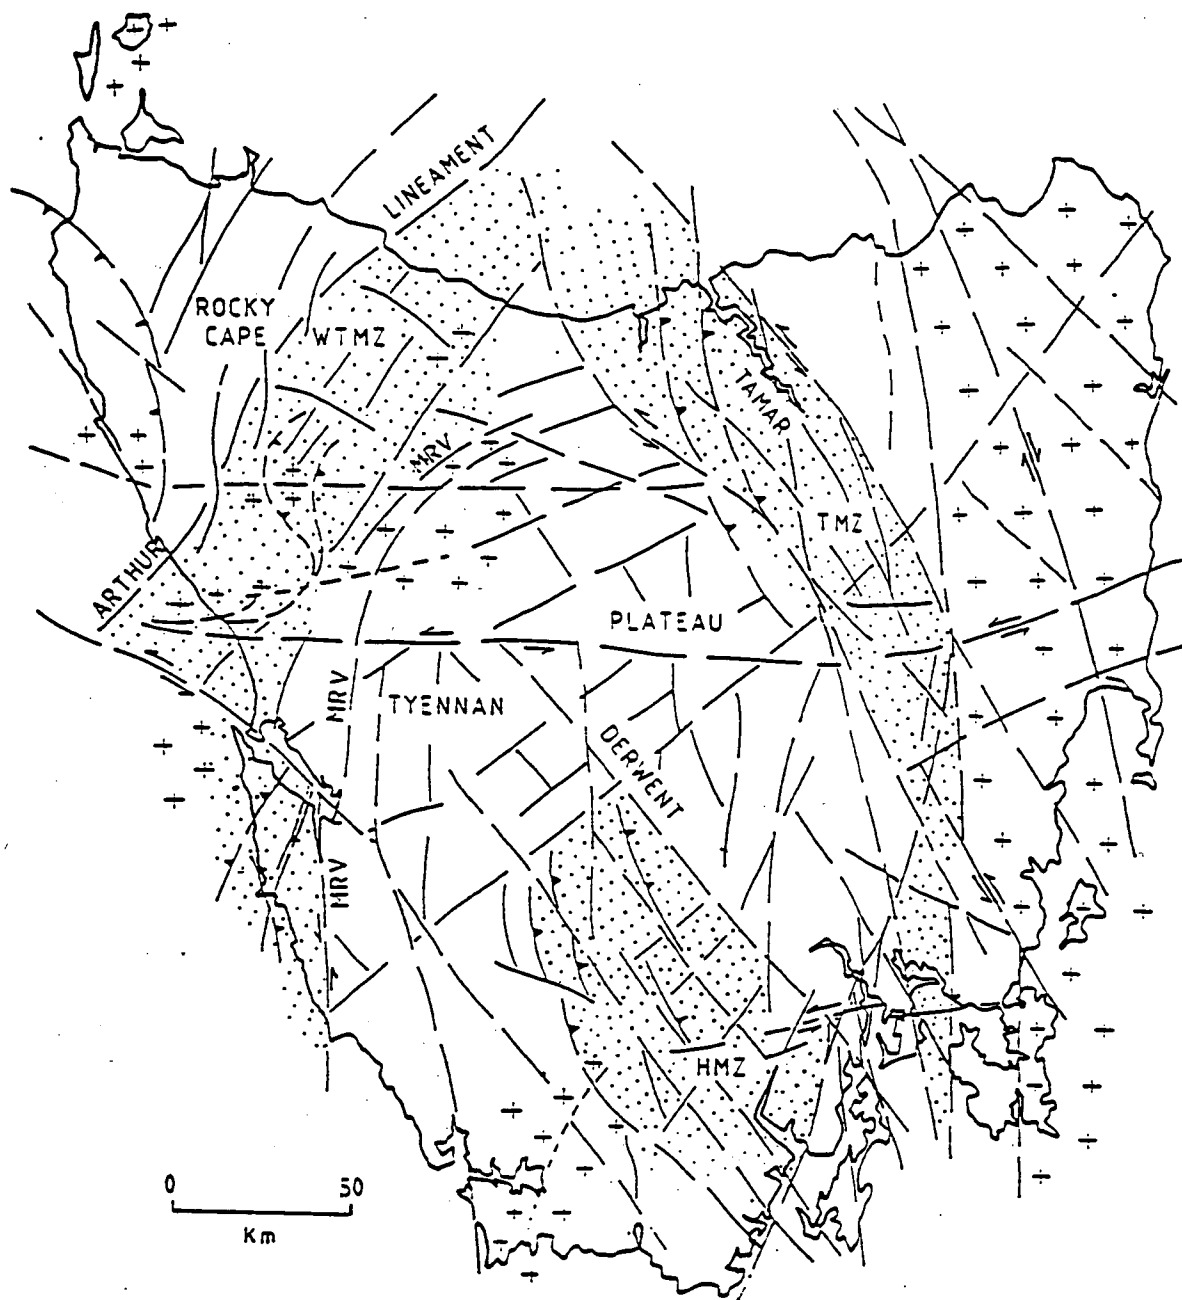 LINEAMENT
ROCKY
CAPE
WTMZ
TAMAR
MRV
TMZ
ARTHUR
PLATEAU
MRV
TYENNAN
DERWENT
MRV
HMZ
0 50
Km